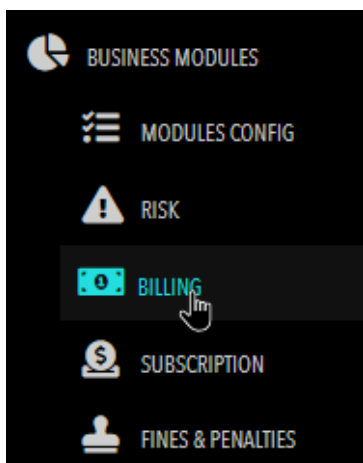 BUSINESS MODULES
MODULES CONFIG
RISK
BILLING
SUBSCRIPTION
FINES & PENALTIES